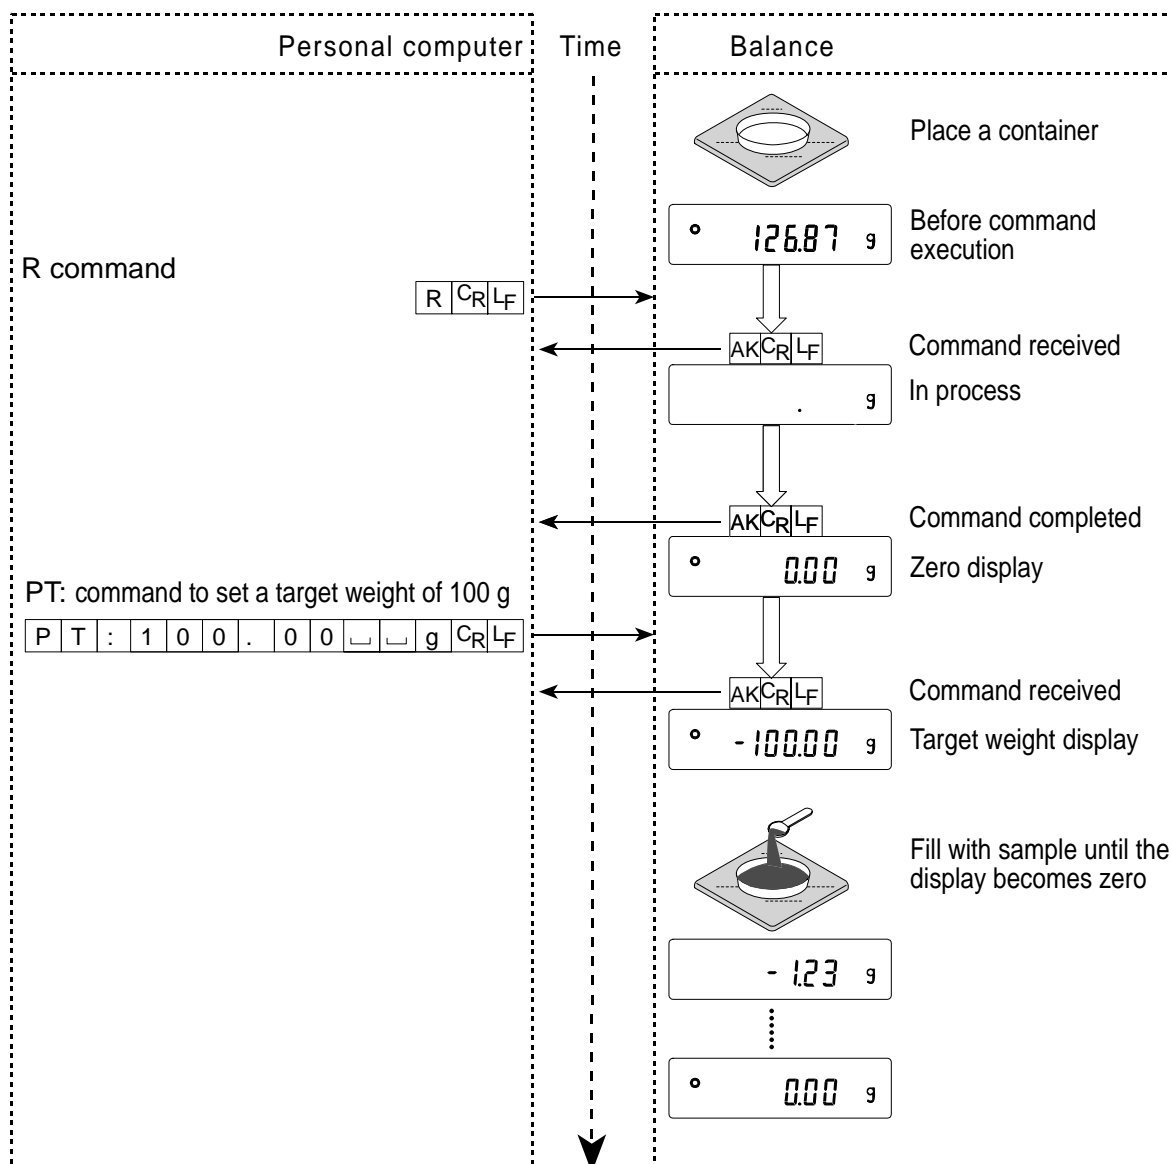 Personal computer Time Balance
Place a container
126.87 g Before command
execution
R command
R CR LF
AK CR LF Command received
. g In process
AK CR LF Command completed
0.00 g Zero display
PT: command to set a target weight of 100 g
P T : 1 0 0 . 0 0 ⎵ ⎵ g CR LF
AK CR LF Command received
-100.00 g Target weight display
Fill with sample until the
display becomes zero
-1.23 g
0.00 g